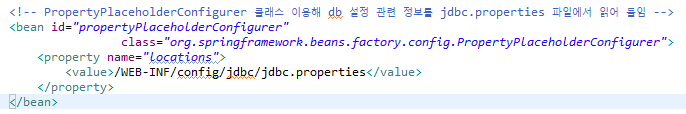 <!-- PropertyPlaceholderConfigurer 클래스 이용해 db 설정 관련 정보를 jdbc.properties 파일에서 읽어 들임 -->
<bean id="propertyPlaceholderConfigurer"
class="org.springframework.beans.factory.config.PropertyPlaceholderConfigurer">
<property name="locations">
<value>/WEB-INF/config/jdbc/jdbc.properties</value>
</property>
</bean>